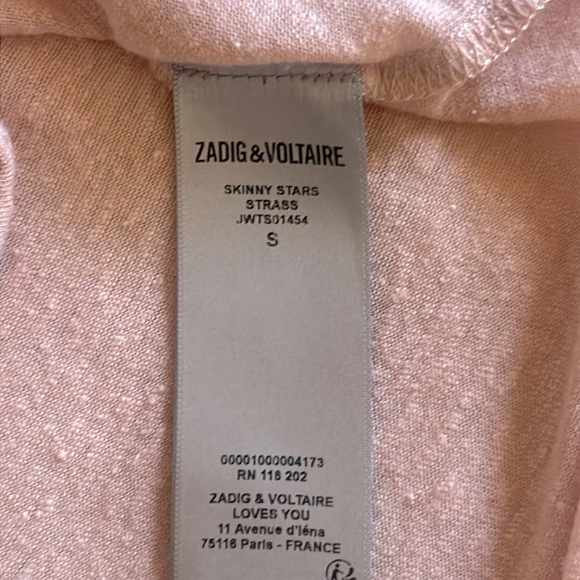 ZADIG & VOLTAIRE
SKINNY STARS
STRASS
JWTS01454
S
00001000004173
RN 116 202
ZADIG & VOLTAIRE
LOVES YOU
11 Avenue d'Iéna
75116 Paris - FRANCE